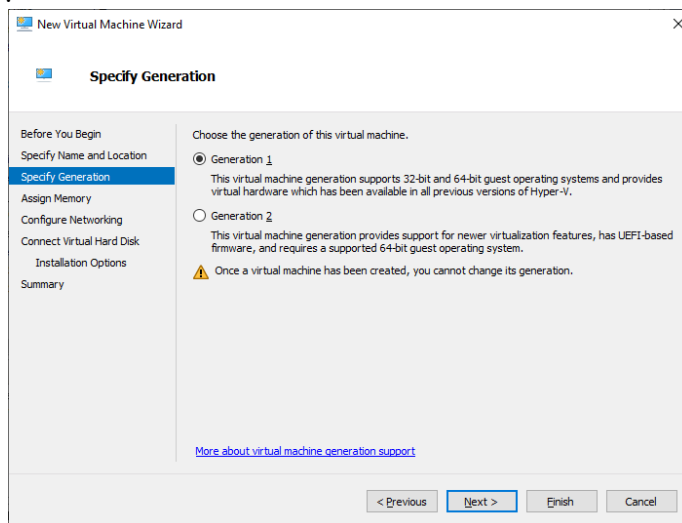 New Virtual Machine Wizard
Specify Generation
Before You Begin
Specify Name and Location
Specify Generation
Assign Memory
Configure Networking
Connect Virtual Hard Disk
Installation Options
Summary
Choose the generation of this virtual machine.
Generation 1
This virtual machine generation supports 32-bit and 64-bit guest operating systems and provides
virtual hardware which has been available in all previous versions of Hyper-V.
Generation 2
This virtual machine generation provides support for newer virtualization features, has UEFI-based
firmware, and requires a supported 64-bit guest operating system.
Once a virtual machine has been created, you cannot change its generation.
More about virtual machine generation support
< Previous
Next >
Finish
Cancel